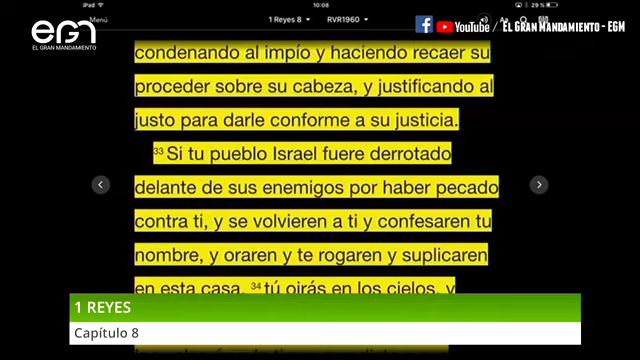 iPad
10:08
29 %
Menú
1 Reyes 8
RVR1960
YouTube / EL GRAN MANDAMIENTO - EGM
EGM
EL GRAN MANDAMIENTO
condenando al impío y haciendo recaer su
proceder sobre su cabeza, y justificando al
justo para darle conforme a su justicia.
33 Si tu pueblo Israel fuere derrotado
delante de sus enemigos por haber pecado
contra ti, y se volvieren a ti y confesaren tu
nombre, y oraren y te rogaren y suplicaren
en esta casa, 34 tú oirás en los cielos, y
1 REYES
Capítulo 8